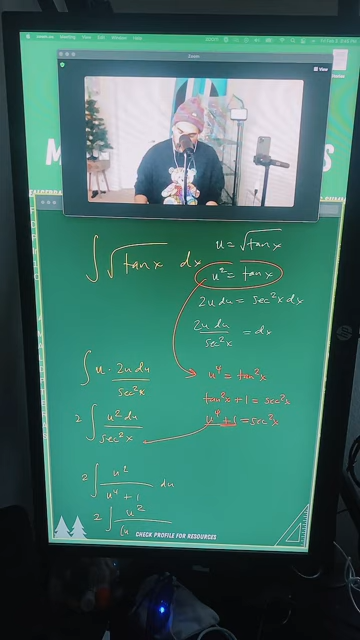 Zoom
View
∫ √tan x dx
u = √tan x
u² = tan x
2u du = sec²x dx
2u du / sec²x = dx
∫ u · 2u du / sec²x
u⁴ = tan²x
tan²x + 1 = sec²x
2 ∫ u² du / sec²x
u⁴ + 1 = sec²x
2 ∫ u² / u⁴ + 1 du
2 ∫ u² / (u
CHECK PROFILE FOR RESOURCES